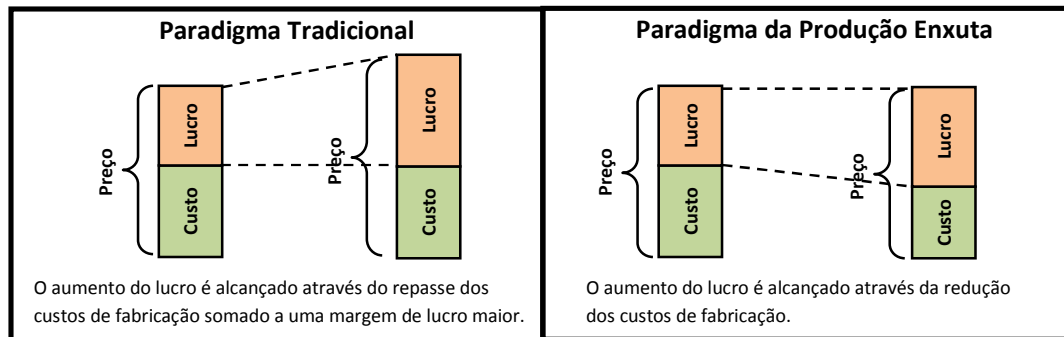 Paradigma Tradicional
Preço
Lucro
Custo
Preço
Lucro
Custo
O aumento do lucro é alcançado através do repasse dos
custos de fabricação somado a uma margem de lucro maior.
Paradigma da Produção Enxuta
Preço
Lucro
Custo
Preço
Lucro
Custo
O aumento do lucro é alcançado através da redução
dos custos de fabricação.